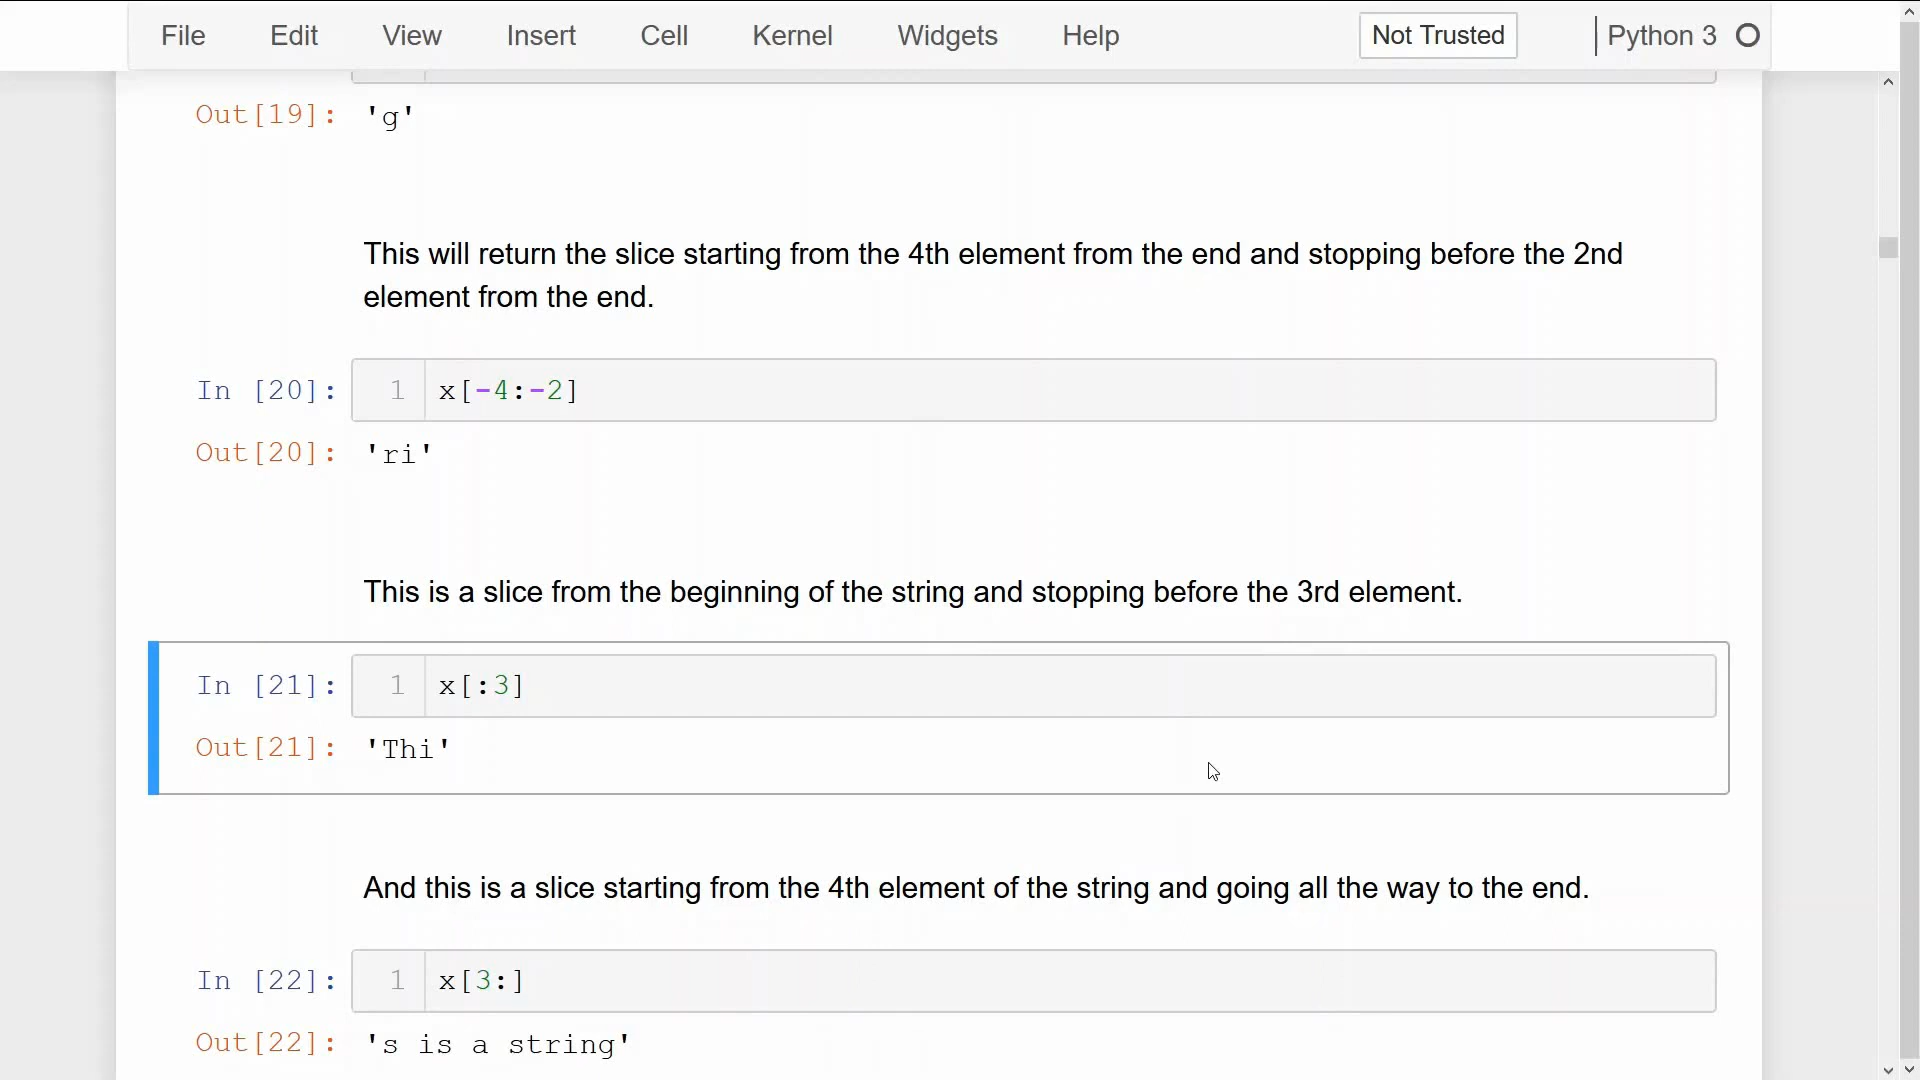 File Edit View Insert Cell Kernel Widgets Help Not Trusted Python 3
Out[19]: 'g'
This will return the slice starting from the 4th element from the end and stopping before the 2nd
element from the end.
In [20]: 1 x[-4:-2]
Out[20]: 'ri'
This is a slice from the beginning of the string and stopping before the 3rd element.
In [21]: 1 x[:3]
Out[21]: 'Thi'
And this is a slice starting from the 4th element of the string and going all the way to the end.
In [22]: 1 x[3:]
Out[22]: 's is a string'